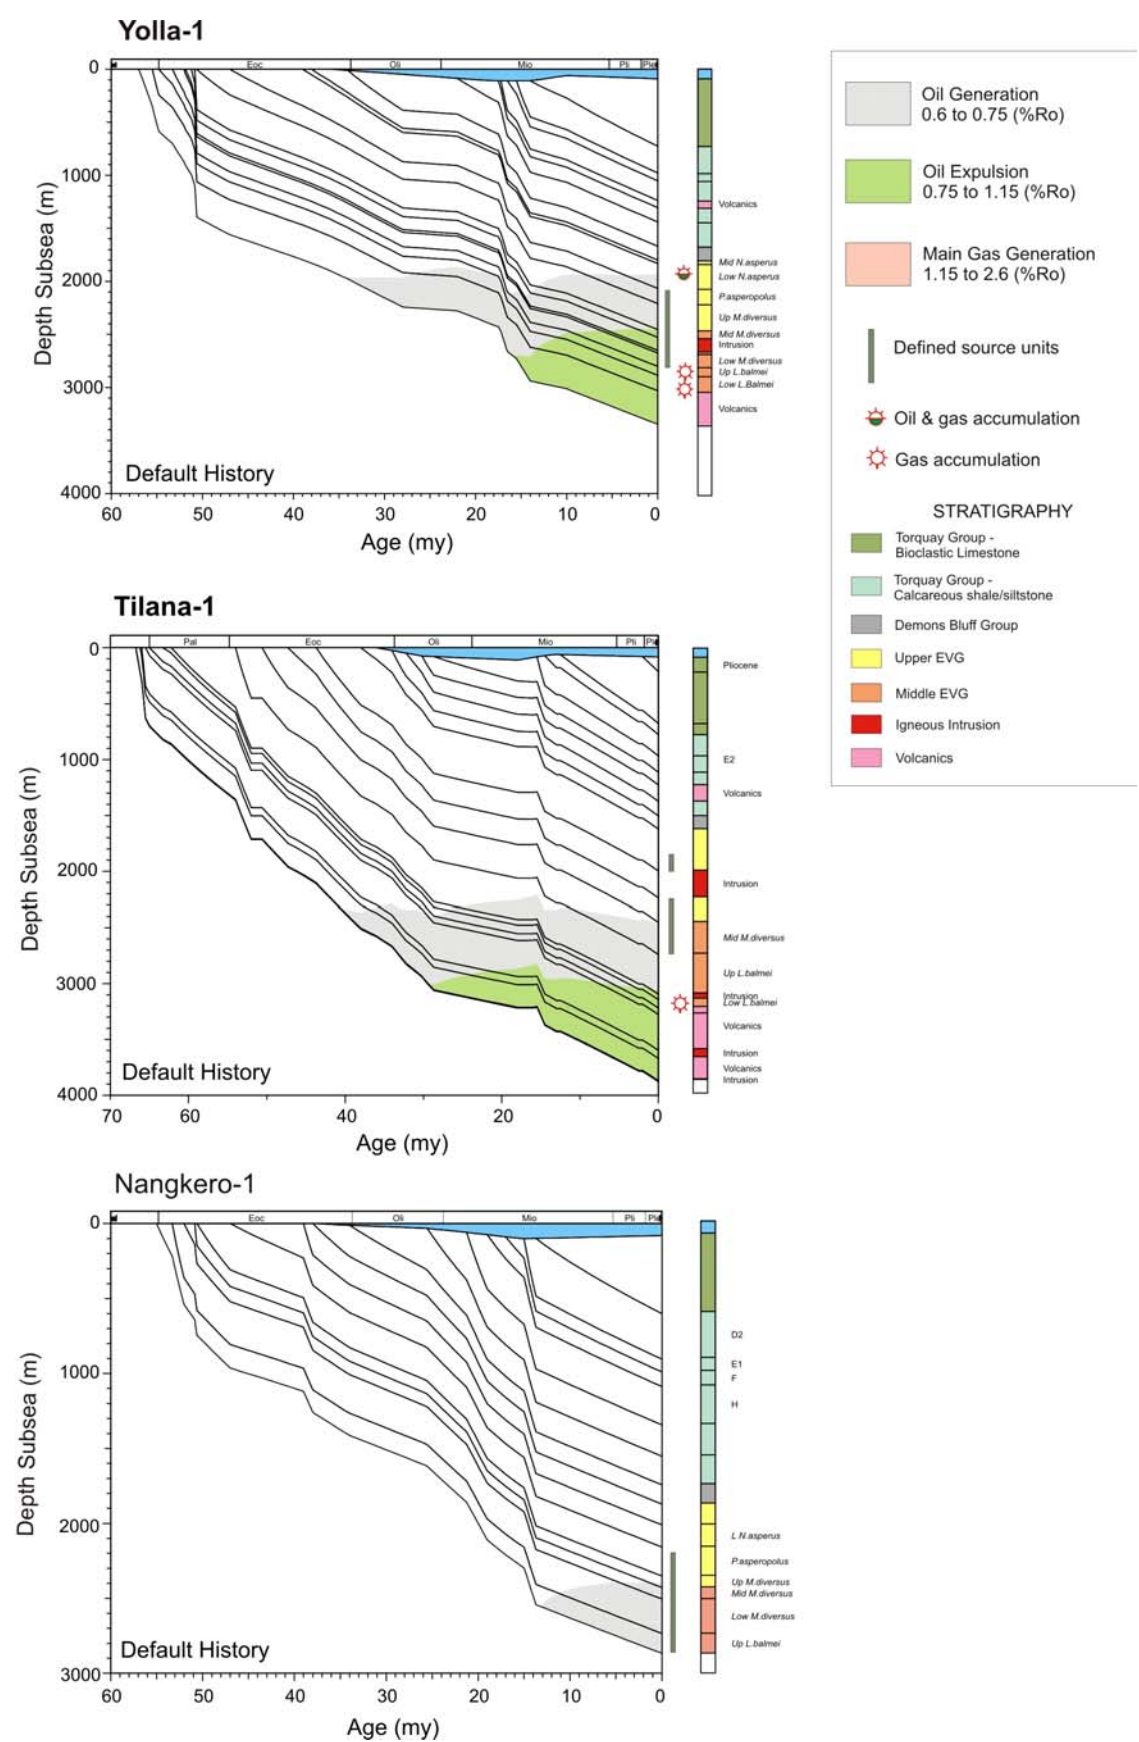 Yolla-1
Eoc Oli Mio Pli Ple
0
1000
2000
3000
4000
Depth Subsea (m)
Default History
60 50 40 30 20 10 0
Age (my)
Volcanics
Mid N.asperus
Low N.asperus
P.asperopolus
Up M.diversus
Mid M.diversus
Intrusion
Low M.diversus
Up L.balmei
Low L.Balmei
Volcanics
Oil Generation
0.6 to 0.75 (%Ro)
Oil Expulsion
0.75 to 1.15 (%Ro)
Main Gas Generation
1.15 to 2.6 (%Ro)
Defined source units
Oil & gas accumulation
Gas accumulation
STRATIGRAPHY
Torquay Group -
Bioclastic Limestone
Torquay Group -
Calcareous shale/siltstone
Demons Bluff Group
Upper EVG
Middle EVG
Igneous Intrusion
Volcanics
Tilana-1
Pal Eoc Oli Mio Pli
0
1000
2000
3000
4000
Depth Subsea (m)
Default History
70 60 40 20 0
Age (my)
Pliocene
E2
Volcanics
Intrusion
Mid M.diversus
Up L.balmei
Intrusion
Low L.balmei
Volcanics
Intrusion
Volcanics
Intrusion
Nangkero-1
Eoc Oli Mio Pli
0
1000
2000
3000
Depth Subsea (m)
Default History
60 50 40 30 20 10 0
Age (my)
D2
E1
F
H
L N.asperus
P.asperopolus
Up M.diversus
Mid M.diversus
Low M.diversus
Up L.balmei